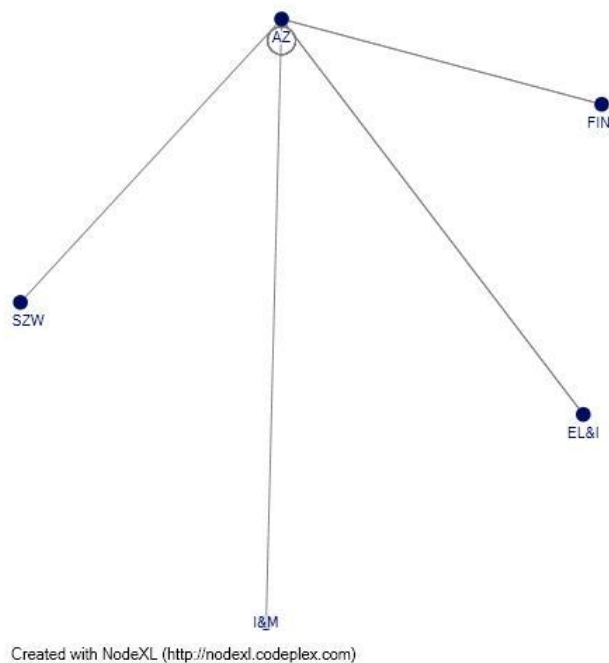 AZ
FIN
SZW
EL&I
I&M
Created with NodeXL (http://nodexl.codeplex.com)